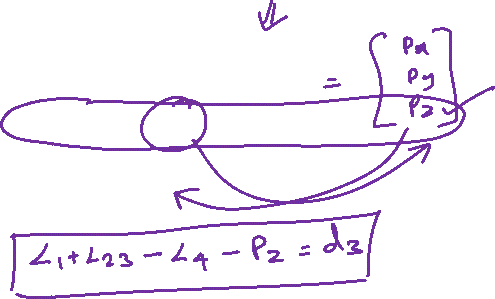 = [ Px
Py
Pz ]
L1 + L23 - L4 - Pz = d3